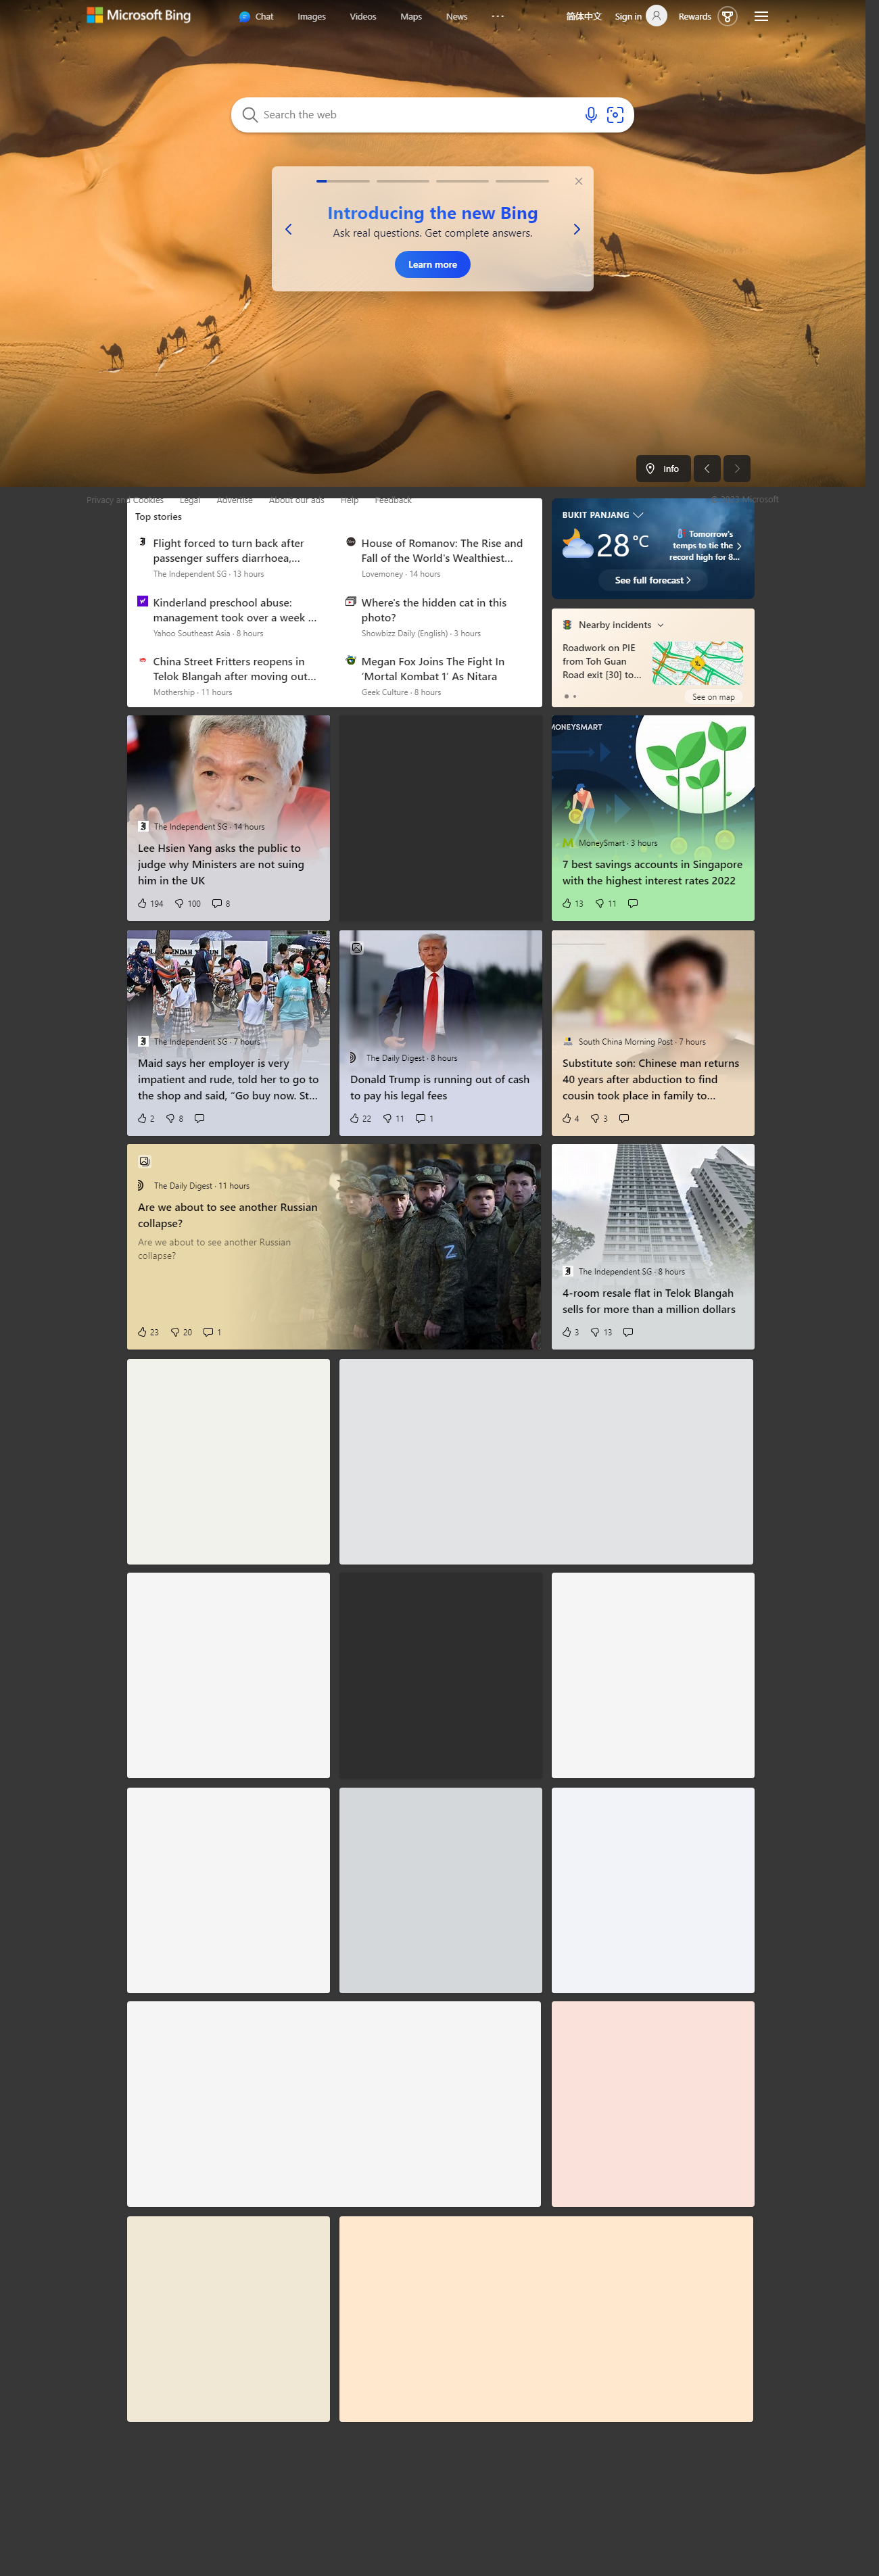 Microsoft Bing
Chat
Images
Videos
Maps
News
简体中文
Sign in
Rewards
Search the web
Introducing the new Bing
Ask real questions. Get complete answers.
Learn more
Info
Privacy and Cookies
Legal
Advertise
About our ads
Help
Feedback
Microsoft
Top stories
Flight forced to turn back after
passenger suffers diarrhoea,...
The Independent SG · 13 hours
House of Romanov: The Rise and
Fall of the World's Wealthiest...
Lovemoney · 14 hours
Kinderland preschool abuse:
management took over a week ...
Yahoo Southeast Asia · 8 hours
Where's the hidden cat in this
photo?
Showbizz Daily (English) · 3 hours
China Street Fritters reopens in
Telok Blangah after moving out...
Mothership · 11 hours
Megan Fox Joins The Fight In
'Mortal Kombat 1' As Nitara
Geek Culture · 8 hours
BUKIT PANJANG
28 °C
Tomorrow's
temps to tie the
record high for 8...
See full forecast
Nearby incidents
Roadwork on PIE
from Toh Guan
Road exit [30] to...
See on map
The Independent SG · 14 hours
Lee Hsien Yang asks the public to
judge why Ministers are not suing
him in the UK
194 100 8
MONEYSMART
MoneySmart · 3 hours
7 best savings accounts in Singapore
with the highest interest rates 2022
13 11
The Independent SG · 7 hours
Maid says her employer is very
impatient and rude, told her to go to
the shop and said, "Go buy now. St...
2 8
The Daily Digest · 8 hours
Donald Trump is running out of cash
to pay his legal fees
22 11 1
South China Morning Post · 7 hours
Substitute son: Chinese man returns
40 years after abduction to find
cousin took place in family to...
4 3
The Daily Digest · 11 hours
Are we about to see another Russian
collapse?
Are we about to see another Russian
collapse?
23 20 1
The Independent SG · 8 hours
4-room resale flat in Telok Blangah
sells for more than a million dollars
3 13